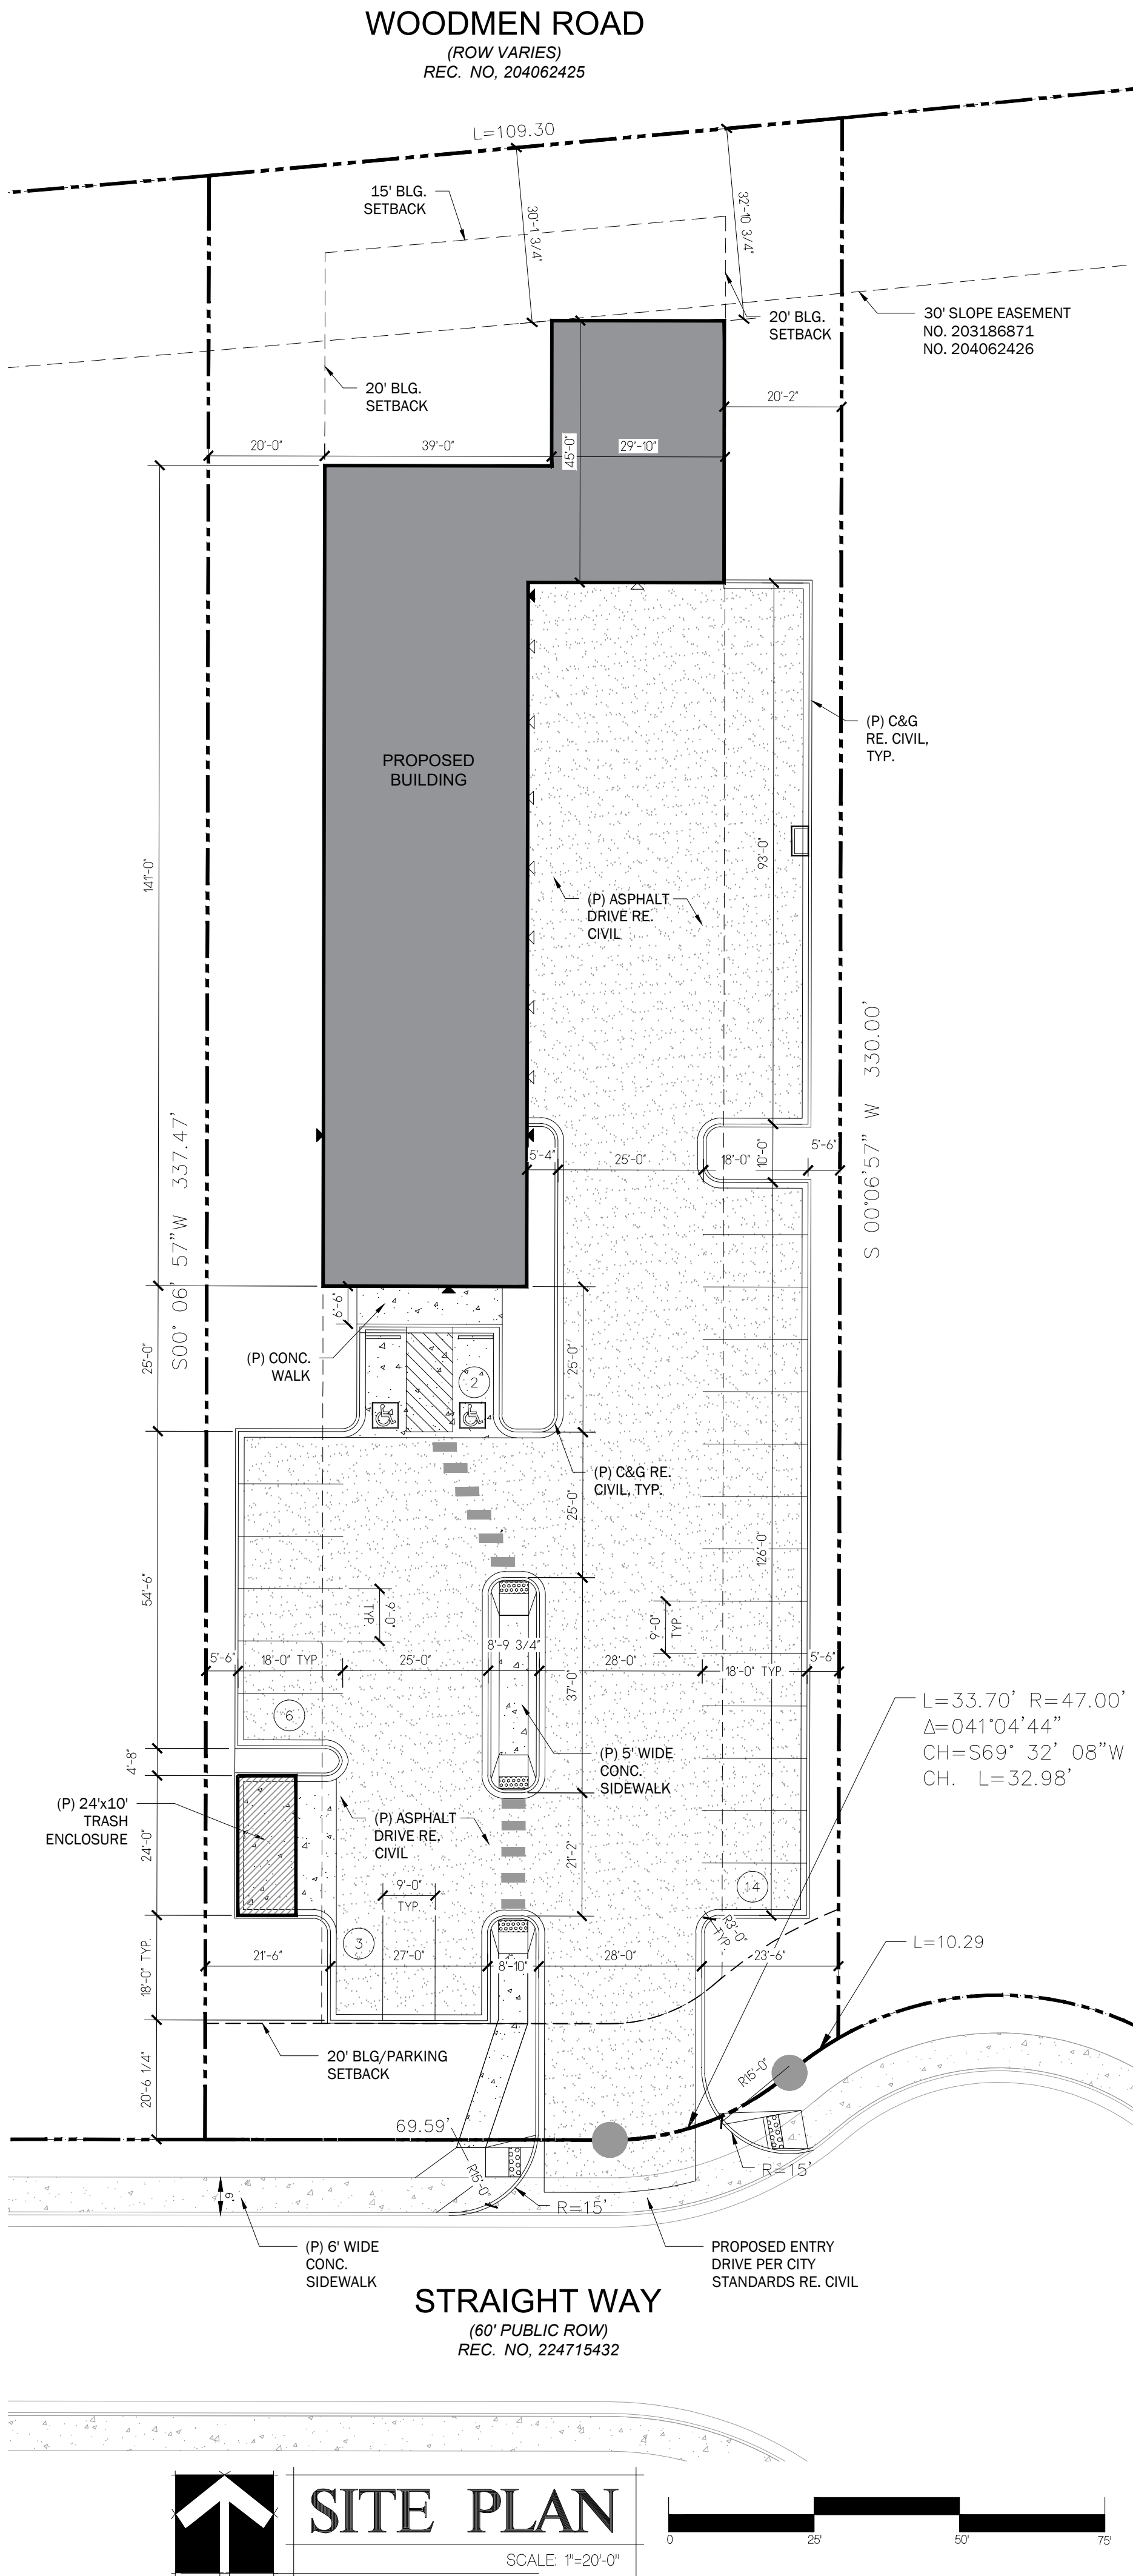 WOODMEN ROAD
(ROW VARIES)
REC. NO, 204062425
L=109.30
15' BLG.
SETBACK
30'-1 3/4"
32'-10 3/4"
20' BLG.
SETBACK
30' SLOPE EASEMENT
NO. 203186871
NO. 204062426
20' BLG.
SETBACK
20'-2"
20'-0"
39'-0"
45'-0"
29'-10"
(P) C&G
RE. CIVIL,
TYP.
PROPOSED
BUILDING
141'-0"
93'-0"
(P) ASPHALT
DRIVE RE.
CIVIL
S00° 06' 57"W 337.47'
S 00°06'57" W 330.00'
5'-4"
25'-0"
18'-0"
10'-0"
5'-6"
6'-6"
25'-0"
(P) CONC.
WALK
2
25'-0"
(P) C&G RE.
CIVIL, TYP.
25'-0"
126'-0"
54'-6"
9'-0"
TYP
9'-0"
TYP.
5'-6"
18'-0" TYP.
25'-0"
8'-9 3/4"
28'-0"
18'-0" TYP.
5'-6"
37'-0"
6
L=33.70' R=47.00'
Δ=041°04'44"
CH=S69° 32' 08"W
CH. L=32.98'
4'-8"
(P) 5' WIDE
CONC.
SIDEWALK
(P) 24'x10'
TRASH
ENCLOSURE
24'-0"
(P) ASPHALT
DRIVE RE.
CIVIL
21'-2"
9'-0"
TYP.
14
R3'-0"
TYP
3
L=10.29
18'-0" TYP.
21'-6"
27'-0"
8'-10"
28'-0"
23'-6"
20' BLG/PARKING
SETBACK
20'-6 1/4"
R15'-0"
69.59'
R15'-0"
R=15'
R=15'
6'
(P) 6' WIDE
CONC.
SIDEWALK
PROPOSED ENTRY
DRIVE PER CITY
STANDARDS RE. CIVIL
STRAIGHT WAY
(60' PUBLIC ROW)
REC. NO, 224715432
SITE PLAN
SCALE: 1"=20'-0"
0
25'
50'
75'